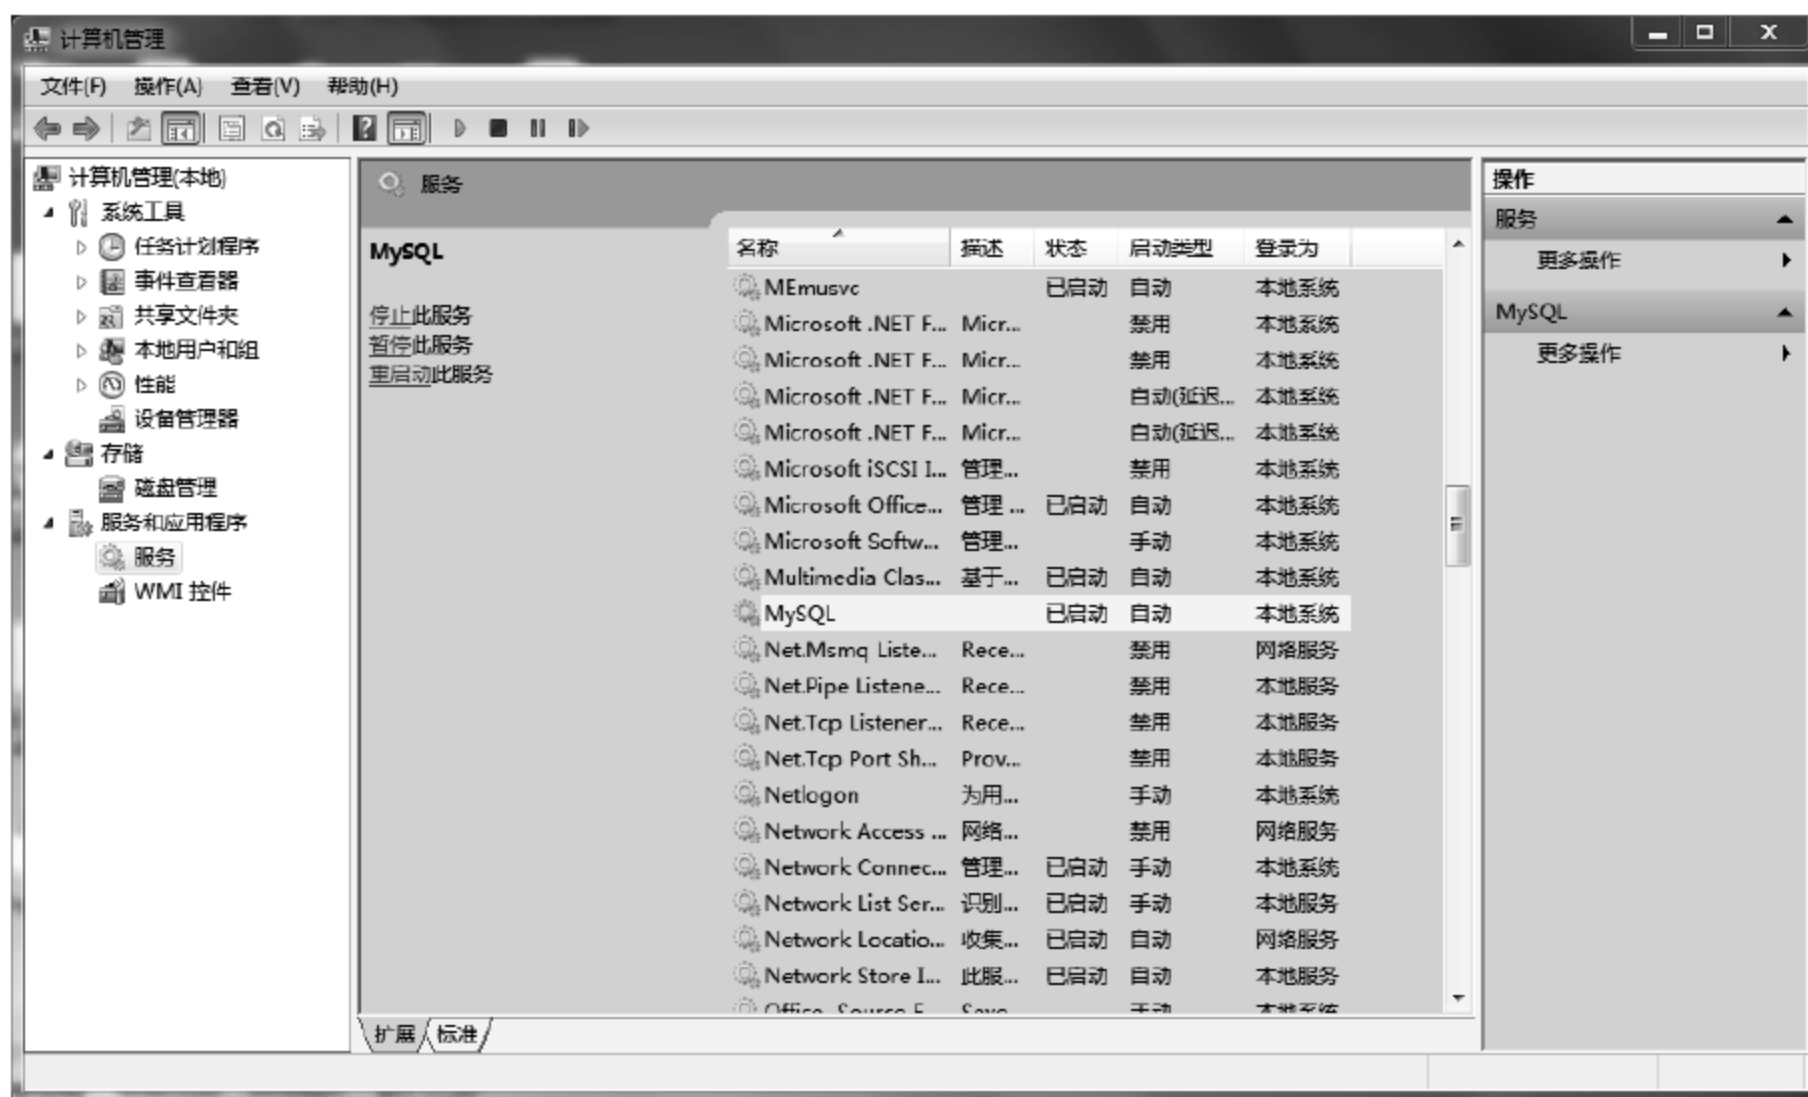 计算机管理
文件(F) 操作(A) 查看(V) 帮助(H)
计算机管理(本地)
系统工具
任务计划程序
事件查看器
共享文件夹
本地用户和组
性能
设备管理器
存储
磁盘管理
服务和应用程序
服务
WMI 控件
服务
MySQL
停止此服务
暂停此服务
重启动此服务
名称 描述 状态 启动类型 登录为
MEmusvc 已启动 自动 本地系统
Microsoft .NET F... Micr... 禁用 本地系统
Microsoft .NET F... Micr... 禁用 本地系统
Microsoft .NET F... Micr... 自动(延迟... 本地系统
Microsoft .NET F... Micr... 自动(延迟... 本地系统
Microsoft iSCSI I... 管理... 禁用 本地系统
Microsoft Office... 管理 ... 已启动 自动 本地系统
Microsoft Softw... 管理... 手动 本地系统
Multimedia Clas... 基于... 已启动 自动 本地系统
MySQL 已启动 自动 本地系统
Net.Msmq Liste... Rece... 禁用 网络服务
Net.Pipe Listene... Rece... 禁用 本地服务
Net.Tcp Listener... Rece... 禁用 本地服务
Net.Tcp Port Sh... Prov... 禁用 本地服务
Netlogon 为用... 手动 本地系统
Network Access ... 网络... 禁用 网络服务
Network Connec... 管理... 已启动 手动 本地系统
Network List Ser... 识别... 已启动 手动 本地服务
Network Locatio... 收集... 已启动 自动 网络服务
Network Store I... 此服... 已启动 自动 本地服务
扩展 标准
操作
服务
更多操作
MySQL
更多操作